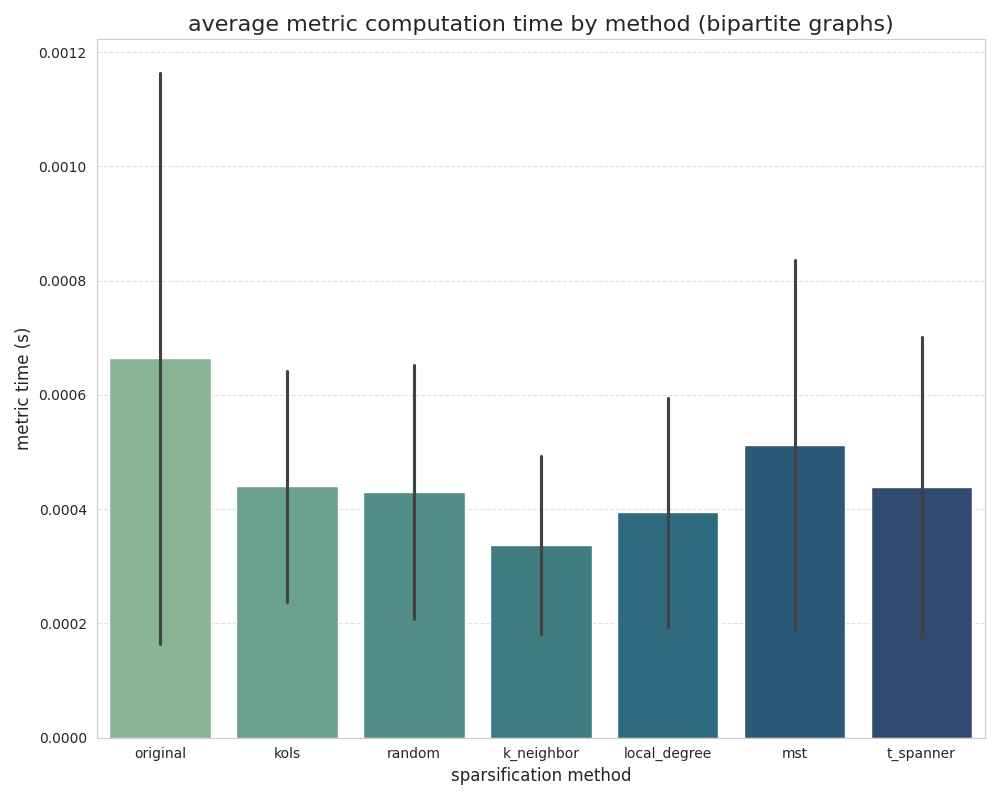 average metric computation time by method (bipartite graphs)
0.0012
0.0010
0.0008
0.0006
0.0004
0.0002
0.0000
metric time (s)
original kols random k_neighbor local_degree mst t_spanner
sparsification method